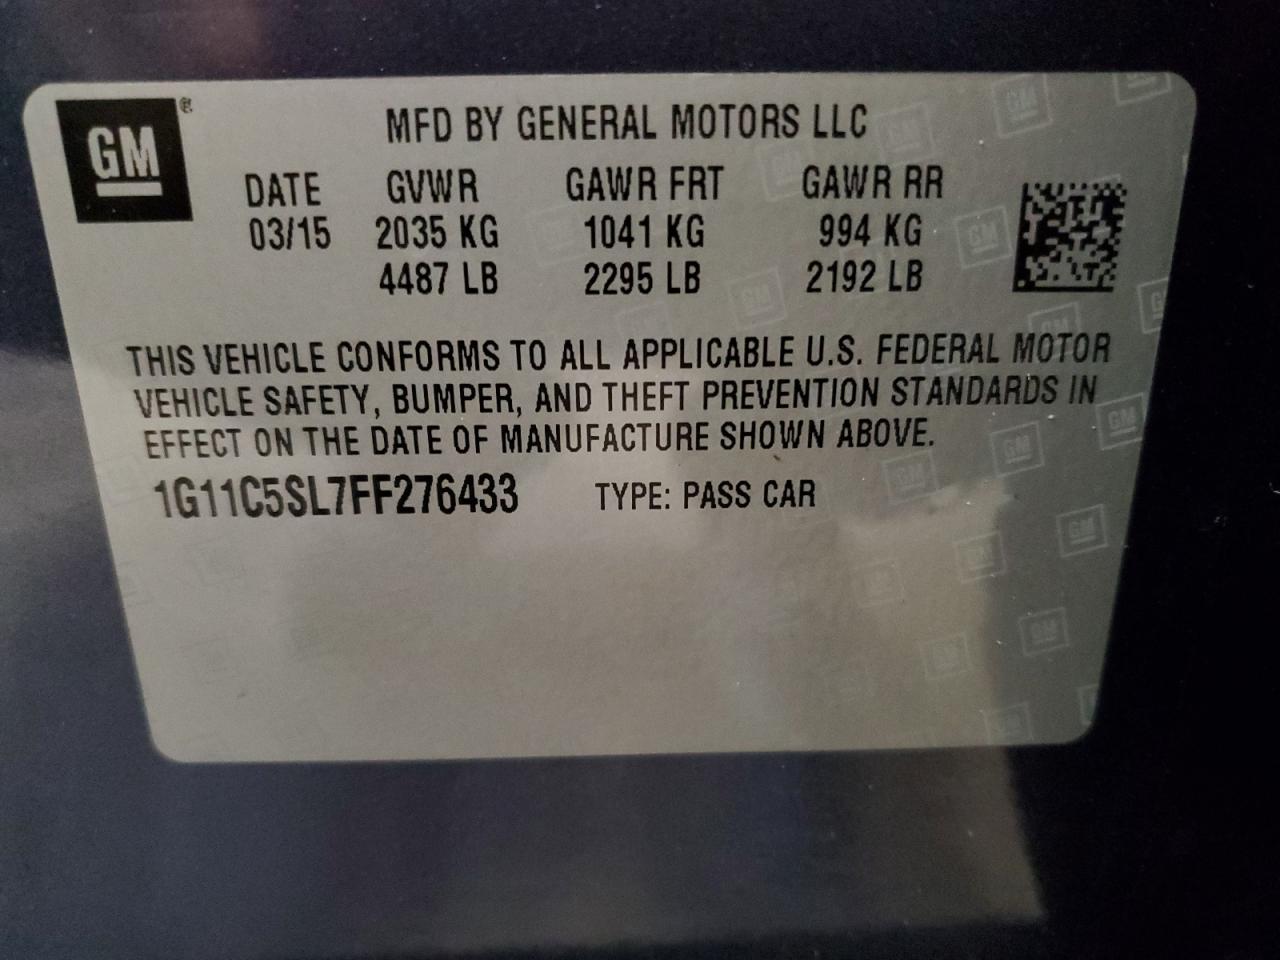 GM ®
MFD BY GENERAL MOTORS LLC
DATE GVWR GAWR FRT GAWR RR
03/15 2035 KG 1041 KG 994 KG
4487 LB 2295 LB 2192 LB
THIS VEHICLE CONFORMS TO ALL APPLICABLE U.S. FEDERAL MOTOR
VEHICLE SAFETY, BUMPER, AND THEFT PREVENTION STANDARDS IN
EFFECT ON THE DATE OF MANUFACTURE SHOWN ABOVE.
1G11C5SL7FF276433 TYPE: PASS CAR